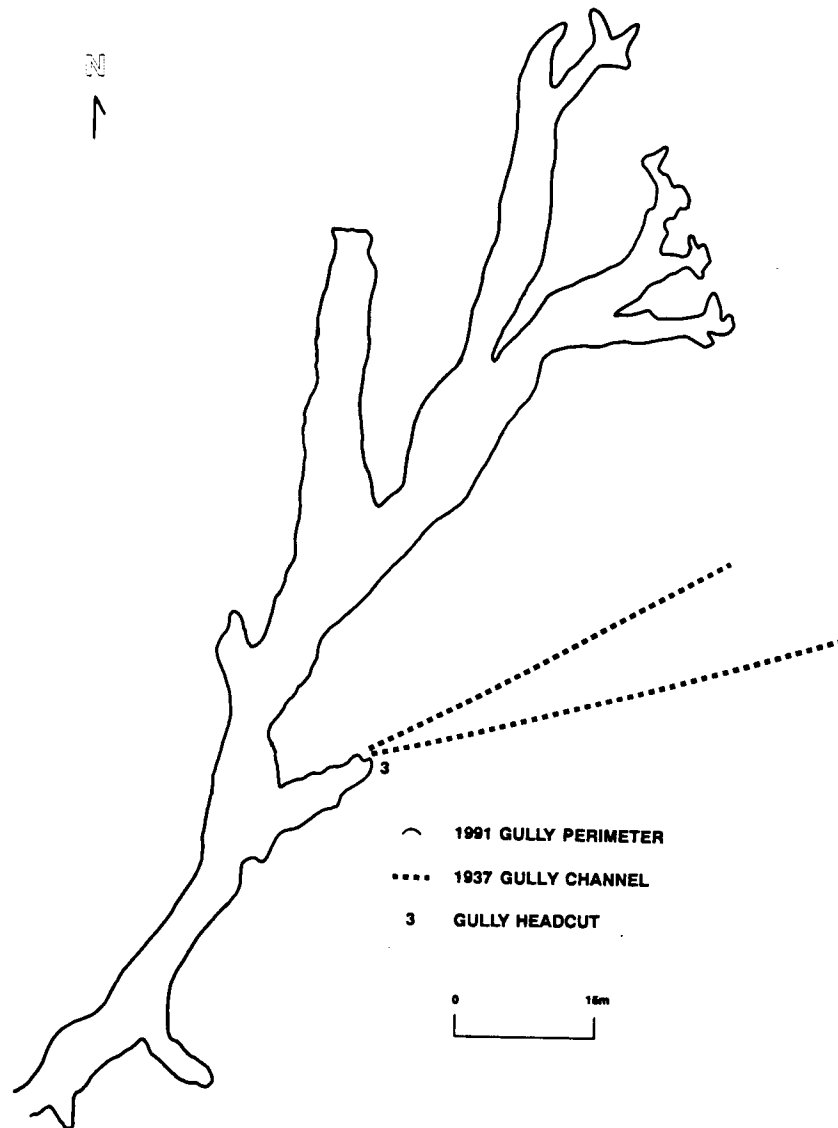 N
3
1991 GULLY PERIMETER
1937 GULLY CHANNEL
3 GULLY HEADCUT
0 15m